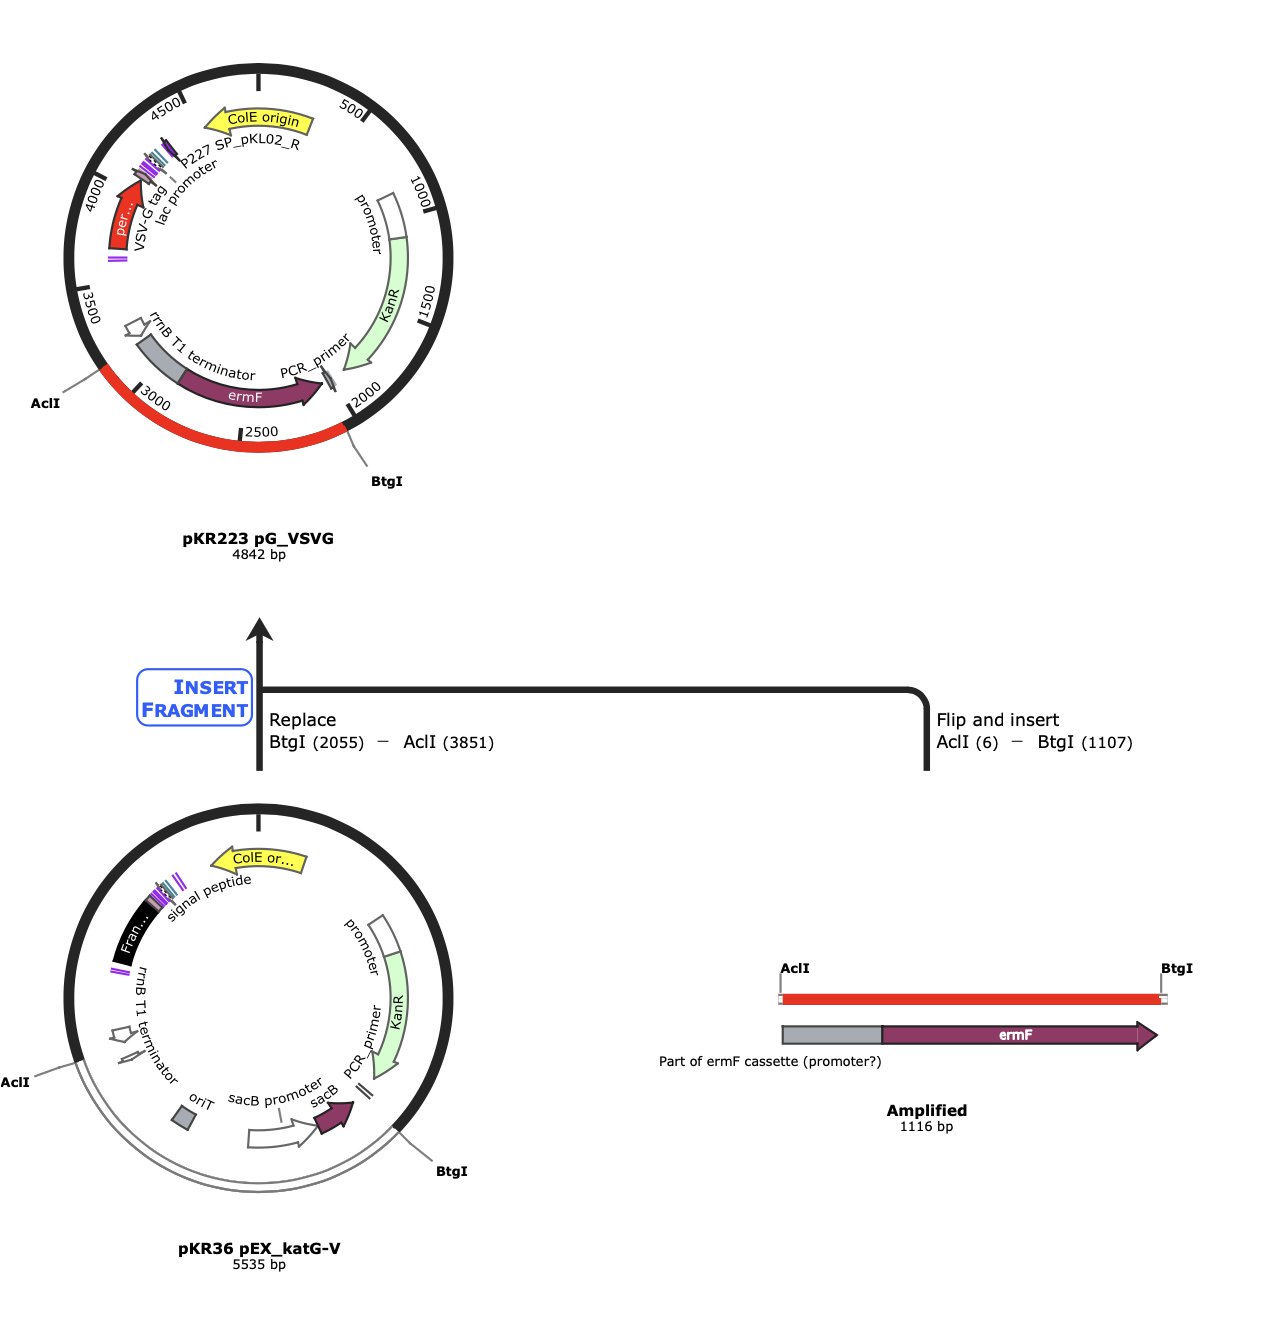 4500
500
ColE origin
P227 SP_pKL02_R
4000
lac promoter
VSV-G tag
per...
1000
promoter
3500
KanR
1500
rrnB T1 terminator
PCR_primer
ermF
3000
2000
2500
AclI
BtgI
pKR223 pG_VSVG
4842 bp
INSERT
FRAGMENT
Replace
BtgI (2055) – AclI (3851)
Flip and insert
AclI (6) – BtgI (1107)
ColE or...
signal peptide
Fran...
promoter
rrnB T1 terminator
KanR
PCR_primer
AclI
oriT
sacB promoter
sacB
BtgI
pKR36 pEX_katG-V
5535 bp
AclI
BtgI
ermF
Part of ermF cassette (promoter?)
Amplified
1116 bp